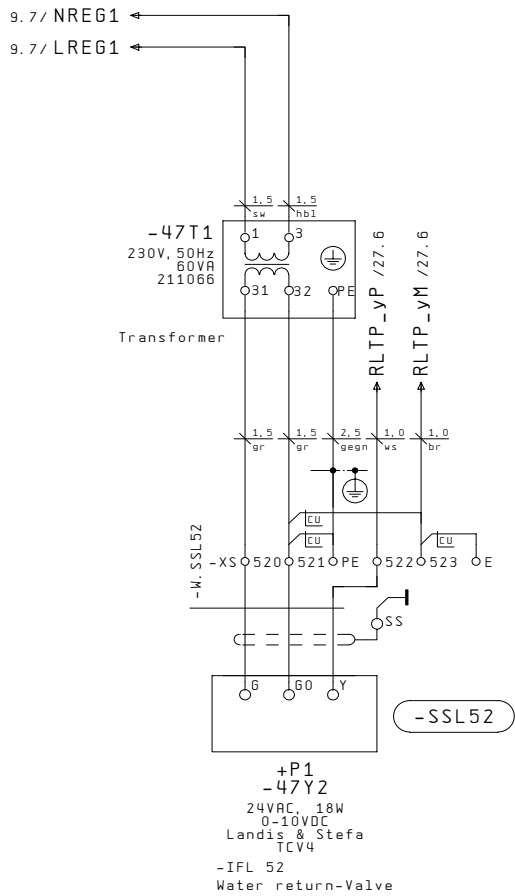 9.7/ NREG1
9.7/ LREG1
1,5 1,5
sw hbl
-47T1
230V, 50Hz
60VA
211066
1 3
31 32 PE
Transformer
RLTP_yP /27.6
RLTP_yM /27.6
1,5 1,5 2,5 1,0 1,0
gr gr gegn ws br
CU
CU CU
-W.SSL52
-XS 520 521 PE 522 523 E
SS
G G0 Y
-SSL52
+P1
-47Y2
24VAC, 18W
0-10VDC
Landis & Stefa
TCV4
-IFL 52
Water return-Valve